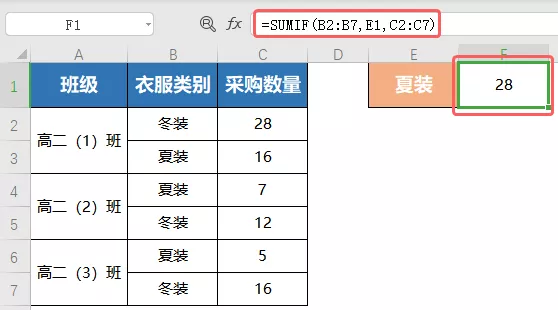 F1 fx =SUMIF(B2:B7,E1,C2:C7)
A B C D E F
1 班级 衣服类别 采购数量 夏装 28
2 冬装 28
高二（1）班
3 夏装 16
4 夏装 7
高二（2）班
5 冬装 12
6 夏装 5
高二（3）班
7 冬装 16